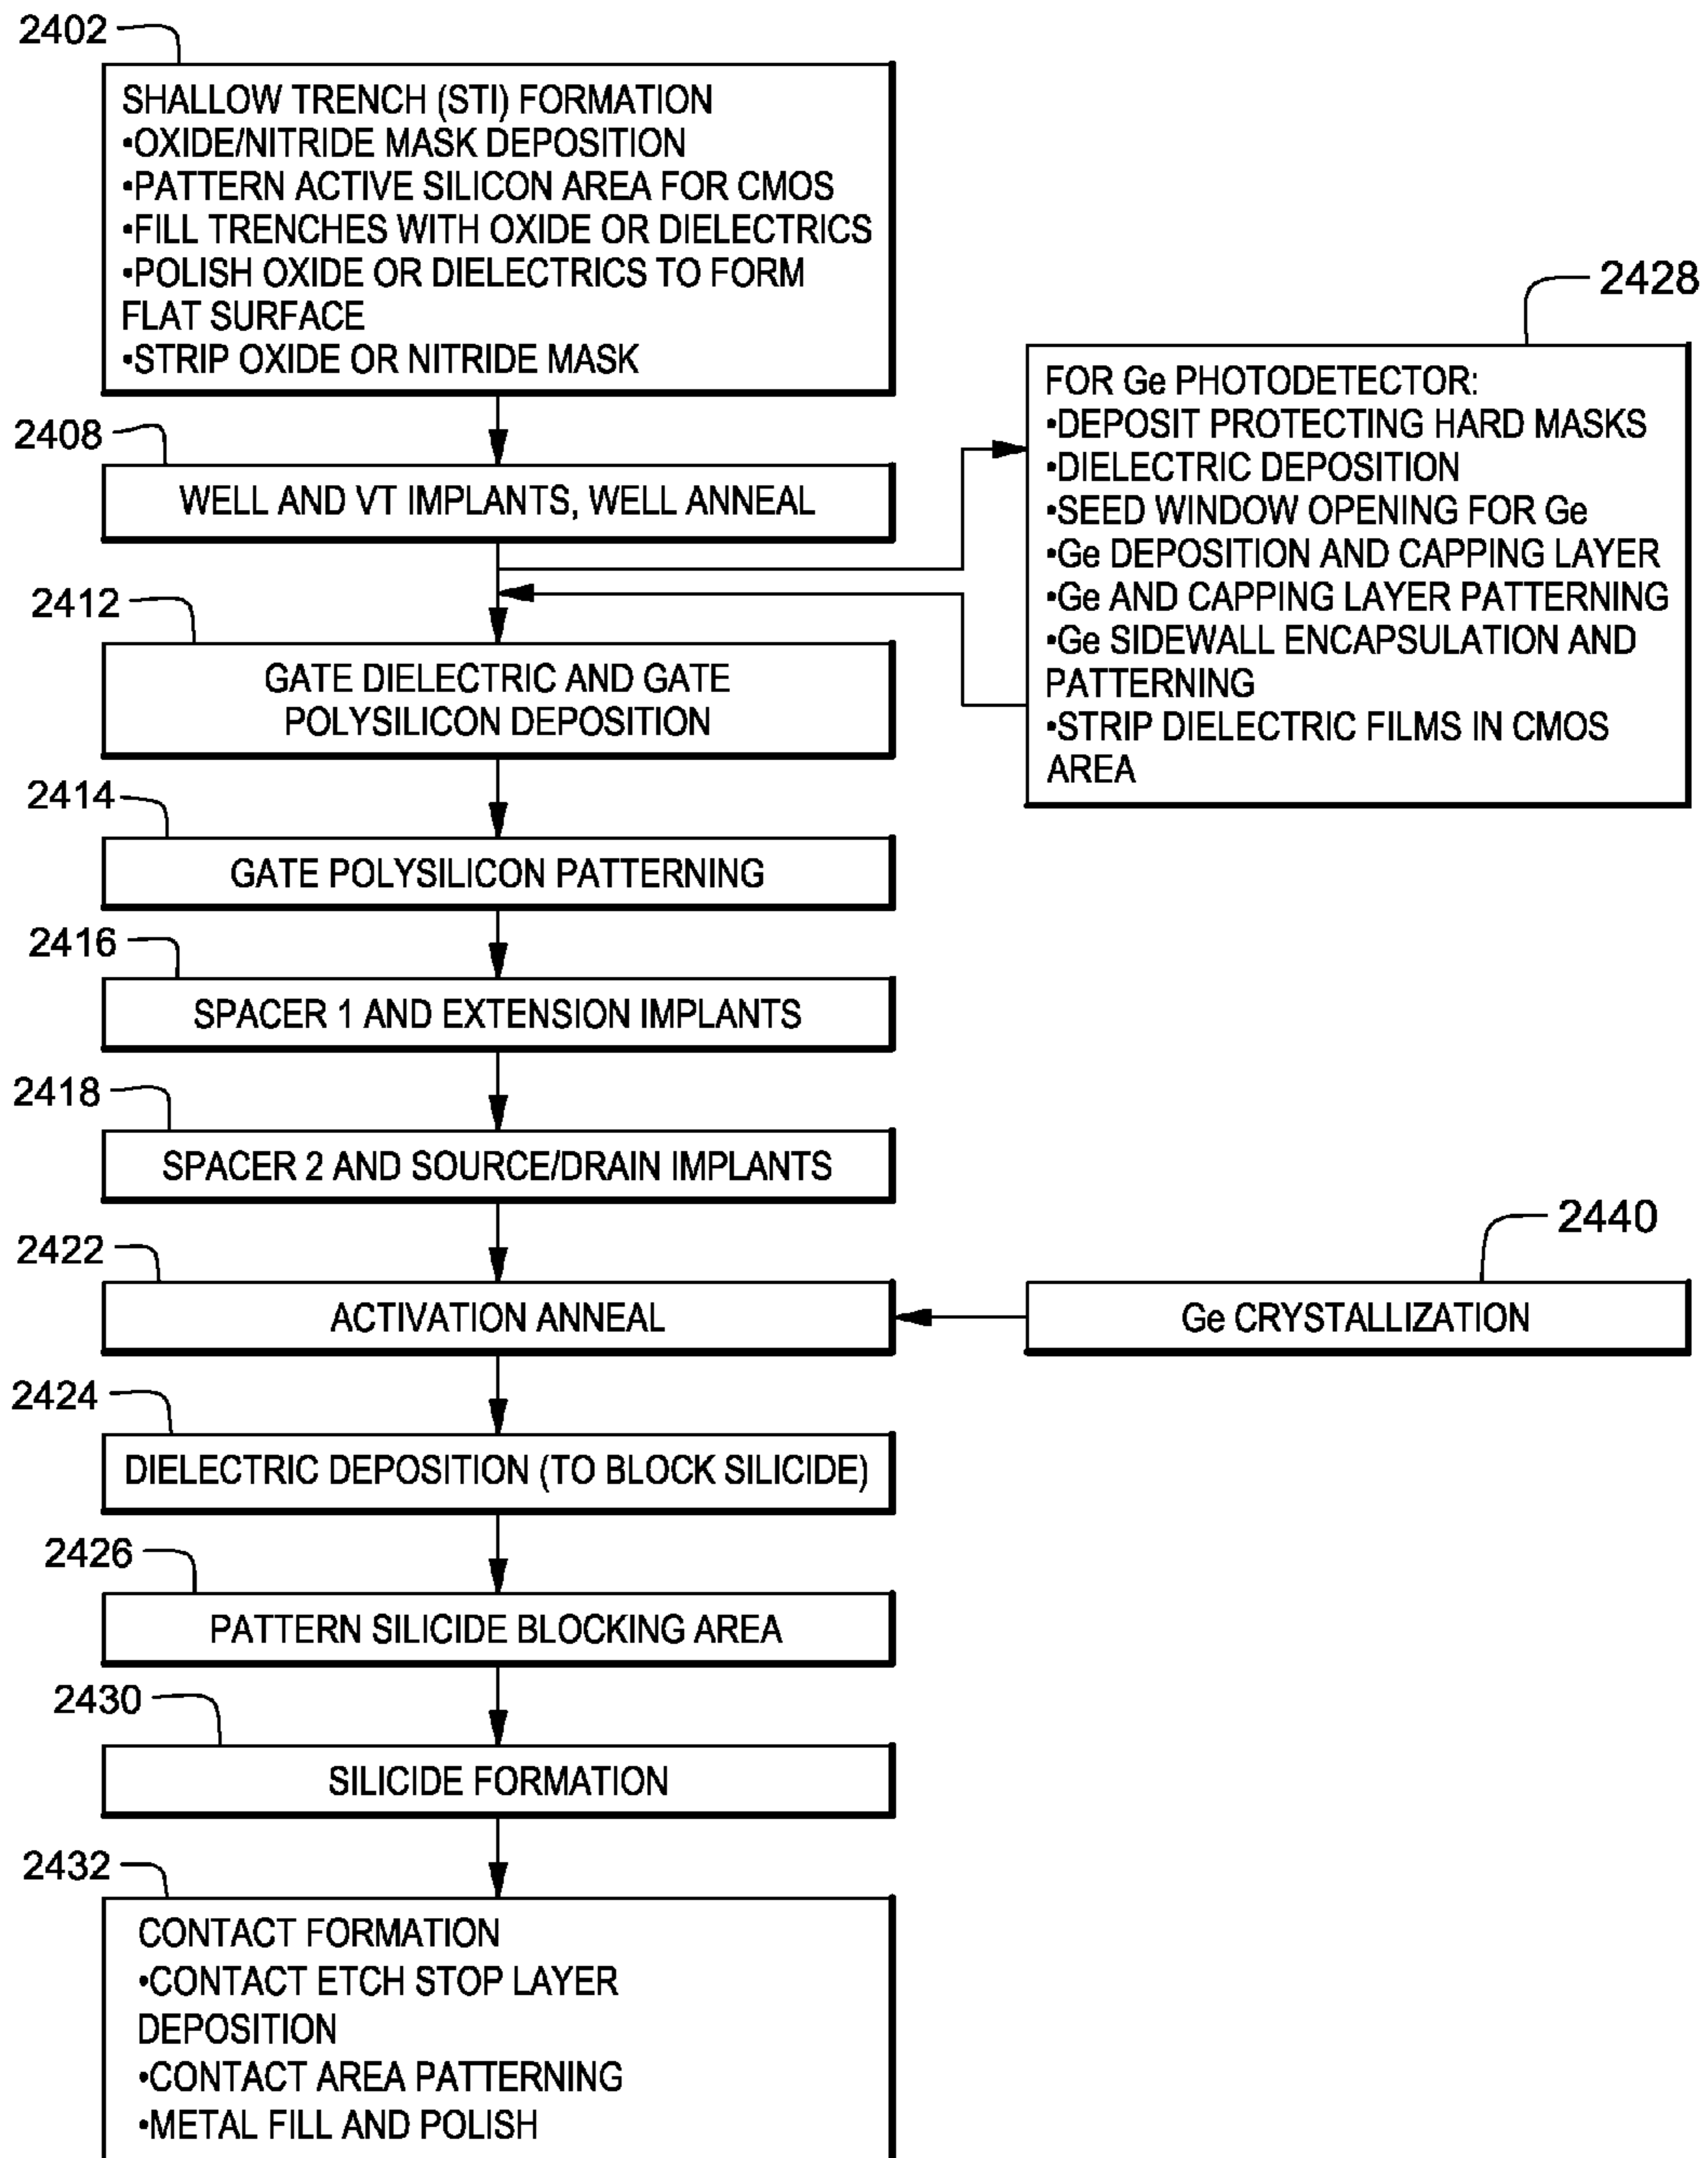 2402
SHALLOW TRENCH (STI) FORMATION
•OXIDE/NITRIDE MASK DEPOSITION
•PATTERN ACTIVE SILICON AREA FOR CMOS
•FILL TRENCHES WITH OXIDE OR DIELECTRICS
•POLISH OXIDE OR DIELECTRICS TO FORM
FLAT SURFACE
•STRIP OXIDE OR NITRIDE MASK
2408
WELL AND VT IMPLANTS, WELL ANNEAL
2428
FOR Ge PHOTODETECTOR:
•DEPOSIT PROTECTING HARD MASKS
•DIELECTRIC DEPOSITION
•SEED WINDOW OPENING FOR Ge
•Ge DEPOSITION AND CAPPING LAYER
•Ge AND CAPPING LAYER PATTERNING
•Ge SIDEWALL ENCAPSULATION AND
PATTERNING
•STRIP DIELECTRIC FILMS IN CMOS
AREA
2412
GATE DIELECTRIC AND GATE
POLYSILICON DEPOSITION
2414
GATE POLYSILICON PATTERNING
2416
SPACER 1 AND EXTENSION IMPLANTS
2418
SPACER 2 AND SOURCE/DRAIN IMPLANTS
2422
ACTIVATION ANNEAL
2440
Ge CRYSTALLIZATION
2424
DIELECTRIC DEPOSITION (TO BLOCK SILICIDE)
2426
PATTERN SILICIDE BLOCKING AREA
2430
SILICIDE FORMATION
2432
CONTACT FORMATION
•CONTACT ETCH STOP LAYER
DEPOSITION
•CONTACT AREA PATTERNING
•METAL FILL AND POLISH